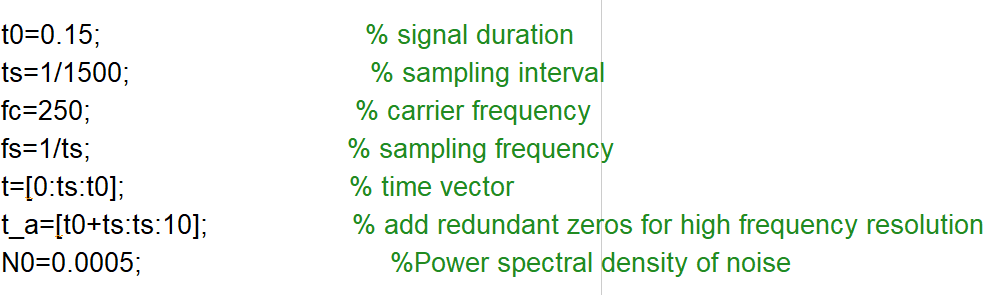 t0=0.15; % signal duration
ts=1/1500; % sampling interval
fc=250; % carrier frequency
fs=1/ts; % sampling frequency
t=[0:ts:t0]; % time vector
t_a=[t0+ts:ts:10]; % add redundant zeros for high frequency resolution
N0=0.0005; %Power spectral density of noise